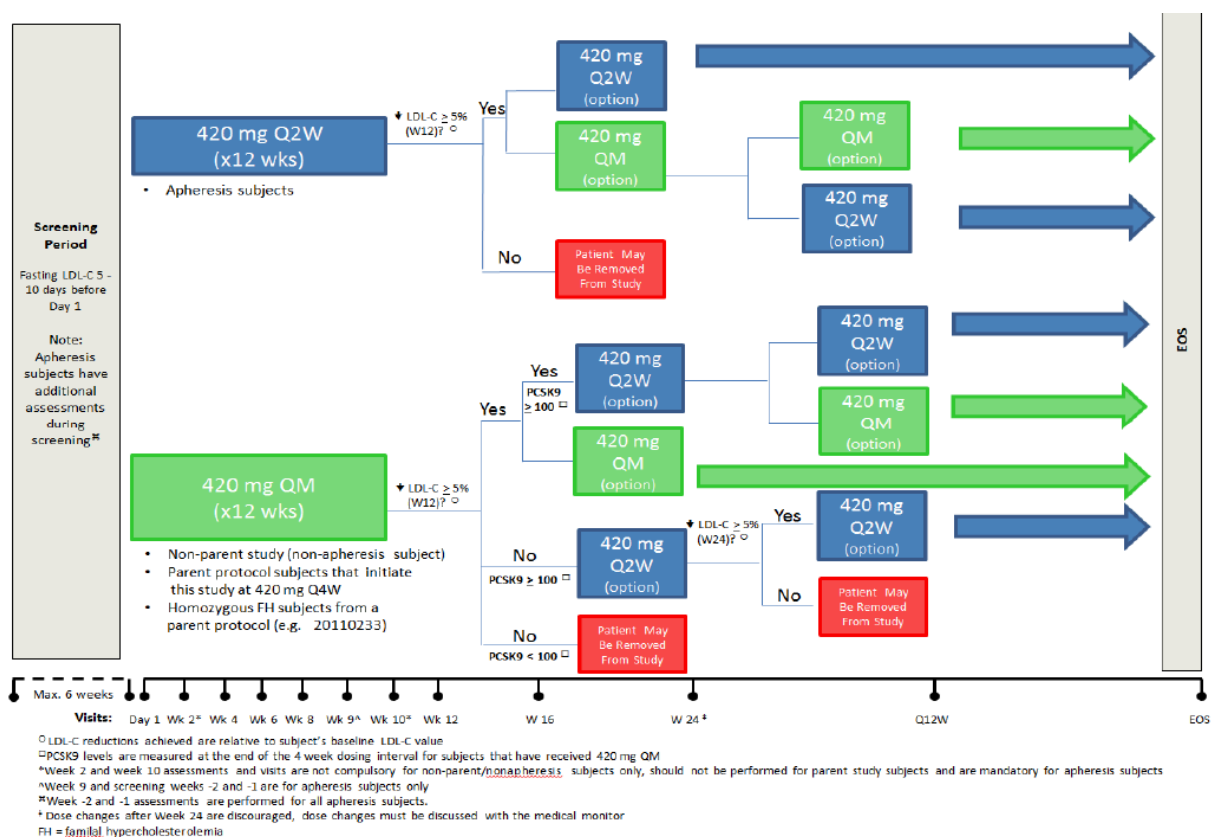 Screening
Period
Fasting LDL-C 5 -
10 days before
Day 1
Note:
Apheresis
subjects have
additional
assessments
during
screening⌘
420 mg Q2W
(x12 wks)
• Apheresis subjects
↓ LDL-C ≥ 5%
(W12)? ○
Yes
420 mg
Q2W
(option)
420 mg
QM
(option)
No
Patient May
Be Removed
From Study
420 mg
QM
(option)
420 mg
Q2W
(option)
420 mg QM
(x12 wks)
• Non-parent study (non-apheresis subject)
• Parent protocol subjects that initiate
this study at 420 mg Q4W
• Homozygous FH subjects from a
parent protocol (e.g. 20110233)
↓ LDL-C ≥ 5%
(W12)? ○
Yes
Yes
PCSK9
≥ 100 □
420 mg
Q2W
(option)
420 mg
QM
(option)
420 mg
Q2W
(option)
420 mg
QM
(option)
No
PCSK9 ≥ 100 □
420 mg
Q2W
(option)
↓ LDL-C ≥ 5%
(W24)? ○
Yes
420 mg
Q2W
(option)
No
Patient May
Be Removed
From Study
No
PCSK9 < 100 □
Patient May
Be Removed
From Study
EOS
Max. 6 weeks
Visits: Day 1 Wk 2* Wk 4 Wk 6 Wk 8 Wk 9^ Wk 10* Wk 12 W 16 W 24ǂ Q12W EOS
○ LDL-C reductions achieved are relative to subject's baseline LDL-C value
□PCSK9 levels are measured at the end of the 4 week dosing interval for subjects that have received 420 mg QM
*Week 2 and week 10 assessments and visits are not compulsory for non-parent/nonapheresis subjects only, should not be performed for parent study subjects and are mandatory for apheresis subjects
^Week 9 and screening weeks -2 and -1 are for apheresis subjects only
⌘Week -2 and -1 assessments are performed for all apheresis subjects.
ǂ Dose changes after Week 24 are discouraged, dose changes must be discussed with the medical monitor
FH = familal hypercholesterolemia